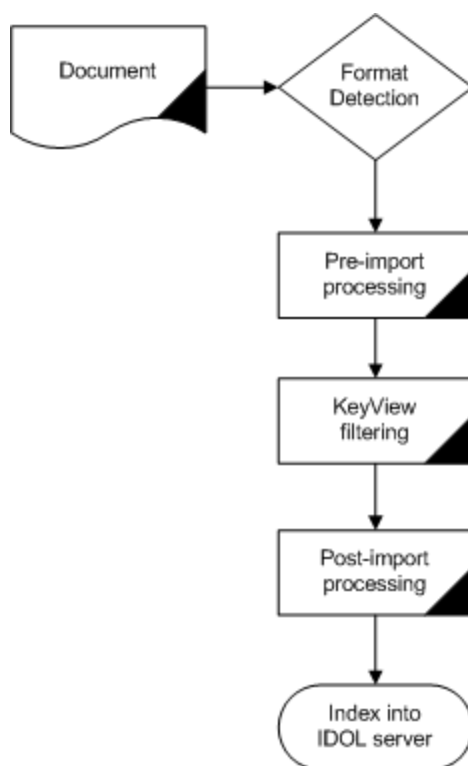 Document
Format
Detection
Pre-import
processing
KeyView
filtering
Post-import
processing
Index into
IDOL server